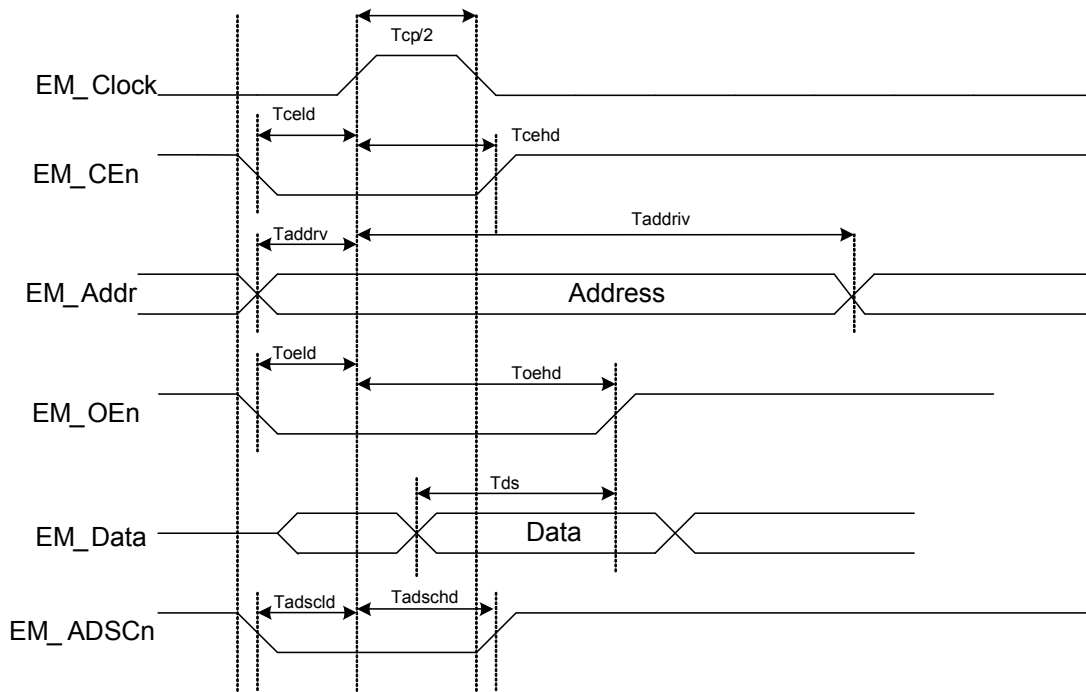 Tcp/2
EM_Clock
Tceld
Tcehd
EM_CEn
Taddrv
Taddriv
EM_Addr
Address
Toeld
Toehd
EM_OEn
Tds
EM_Data
Data
Tadscld
Tadschd
EM_ADSCn